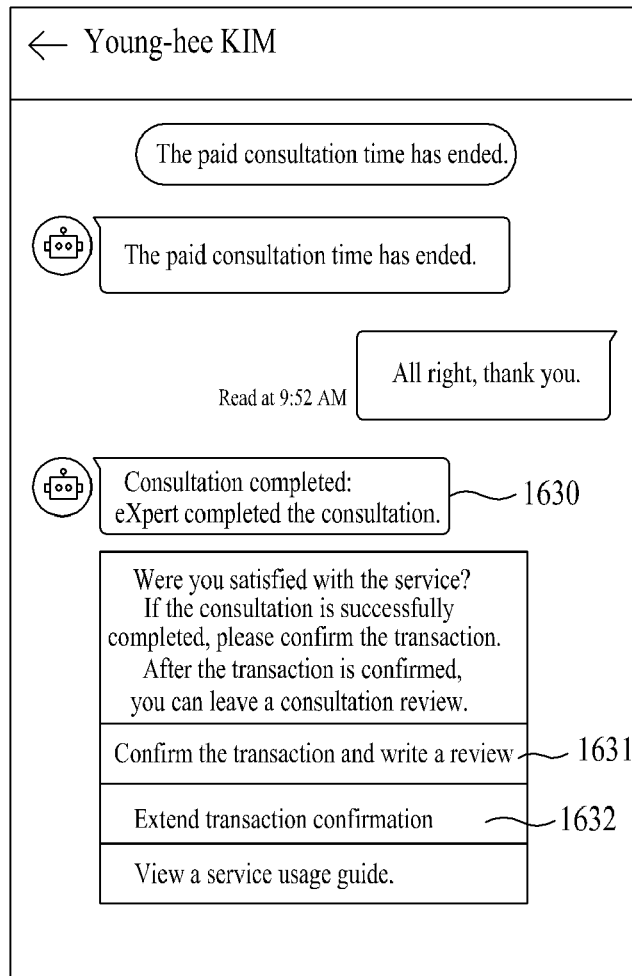 Young-hee KIM
The paid consultation time has ended.
The paid consultation time has ended.
All right, thank you.
Read at 9:52 AM
Consultation completed:
eXpert completed the consultation.
1630
Were you satisfied with the service?
If the consultation is successfully
completed, please confirm the transaction.
After the transaction is confirmed,
you can leave a consultation review.
Confirm the transaction and write a review
1631
Extend transaction confirmation
1632
View a service usage guide.